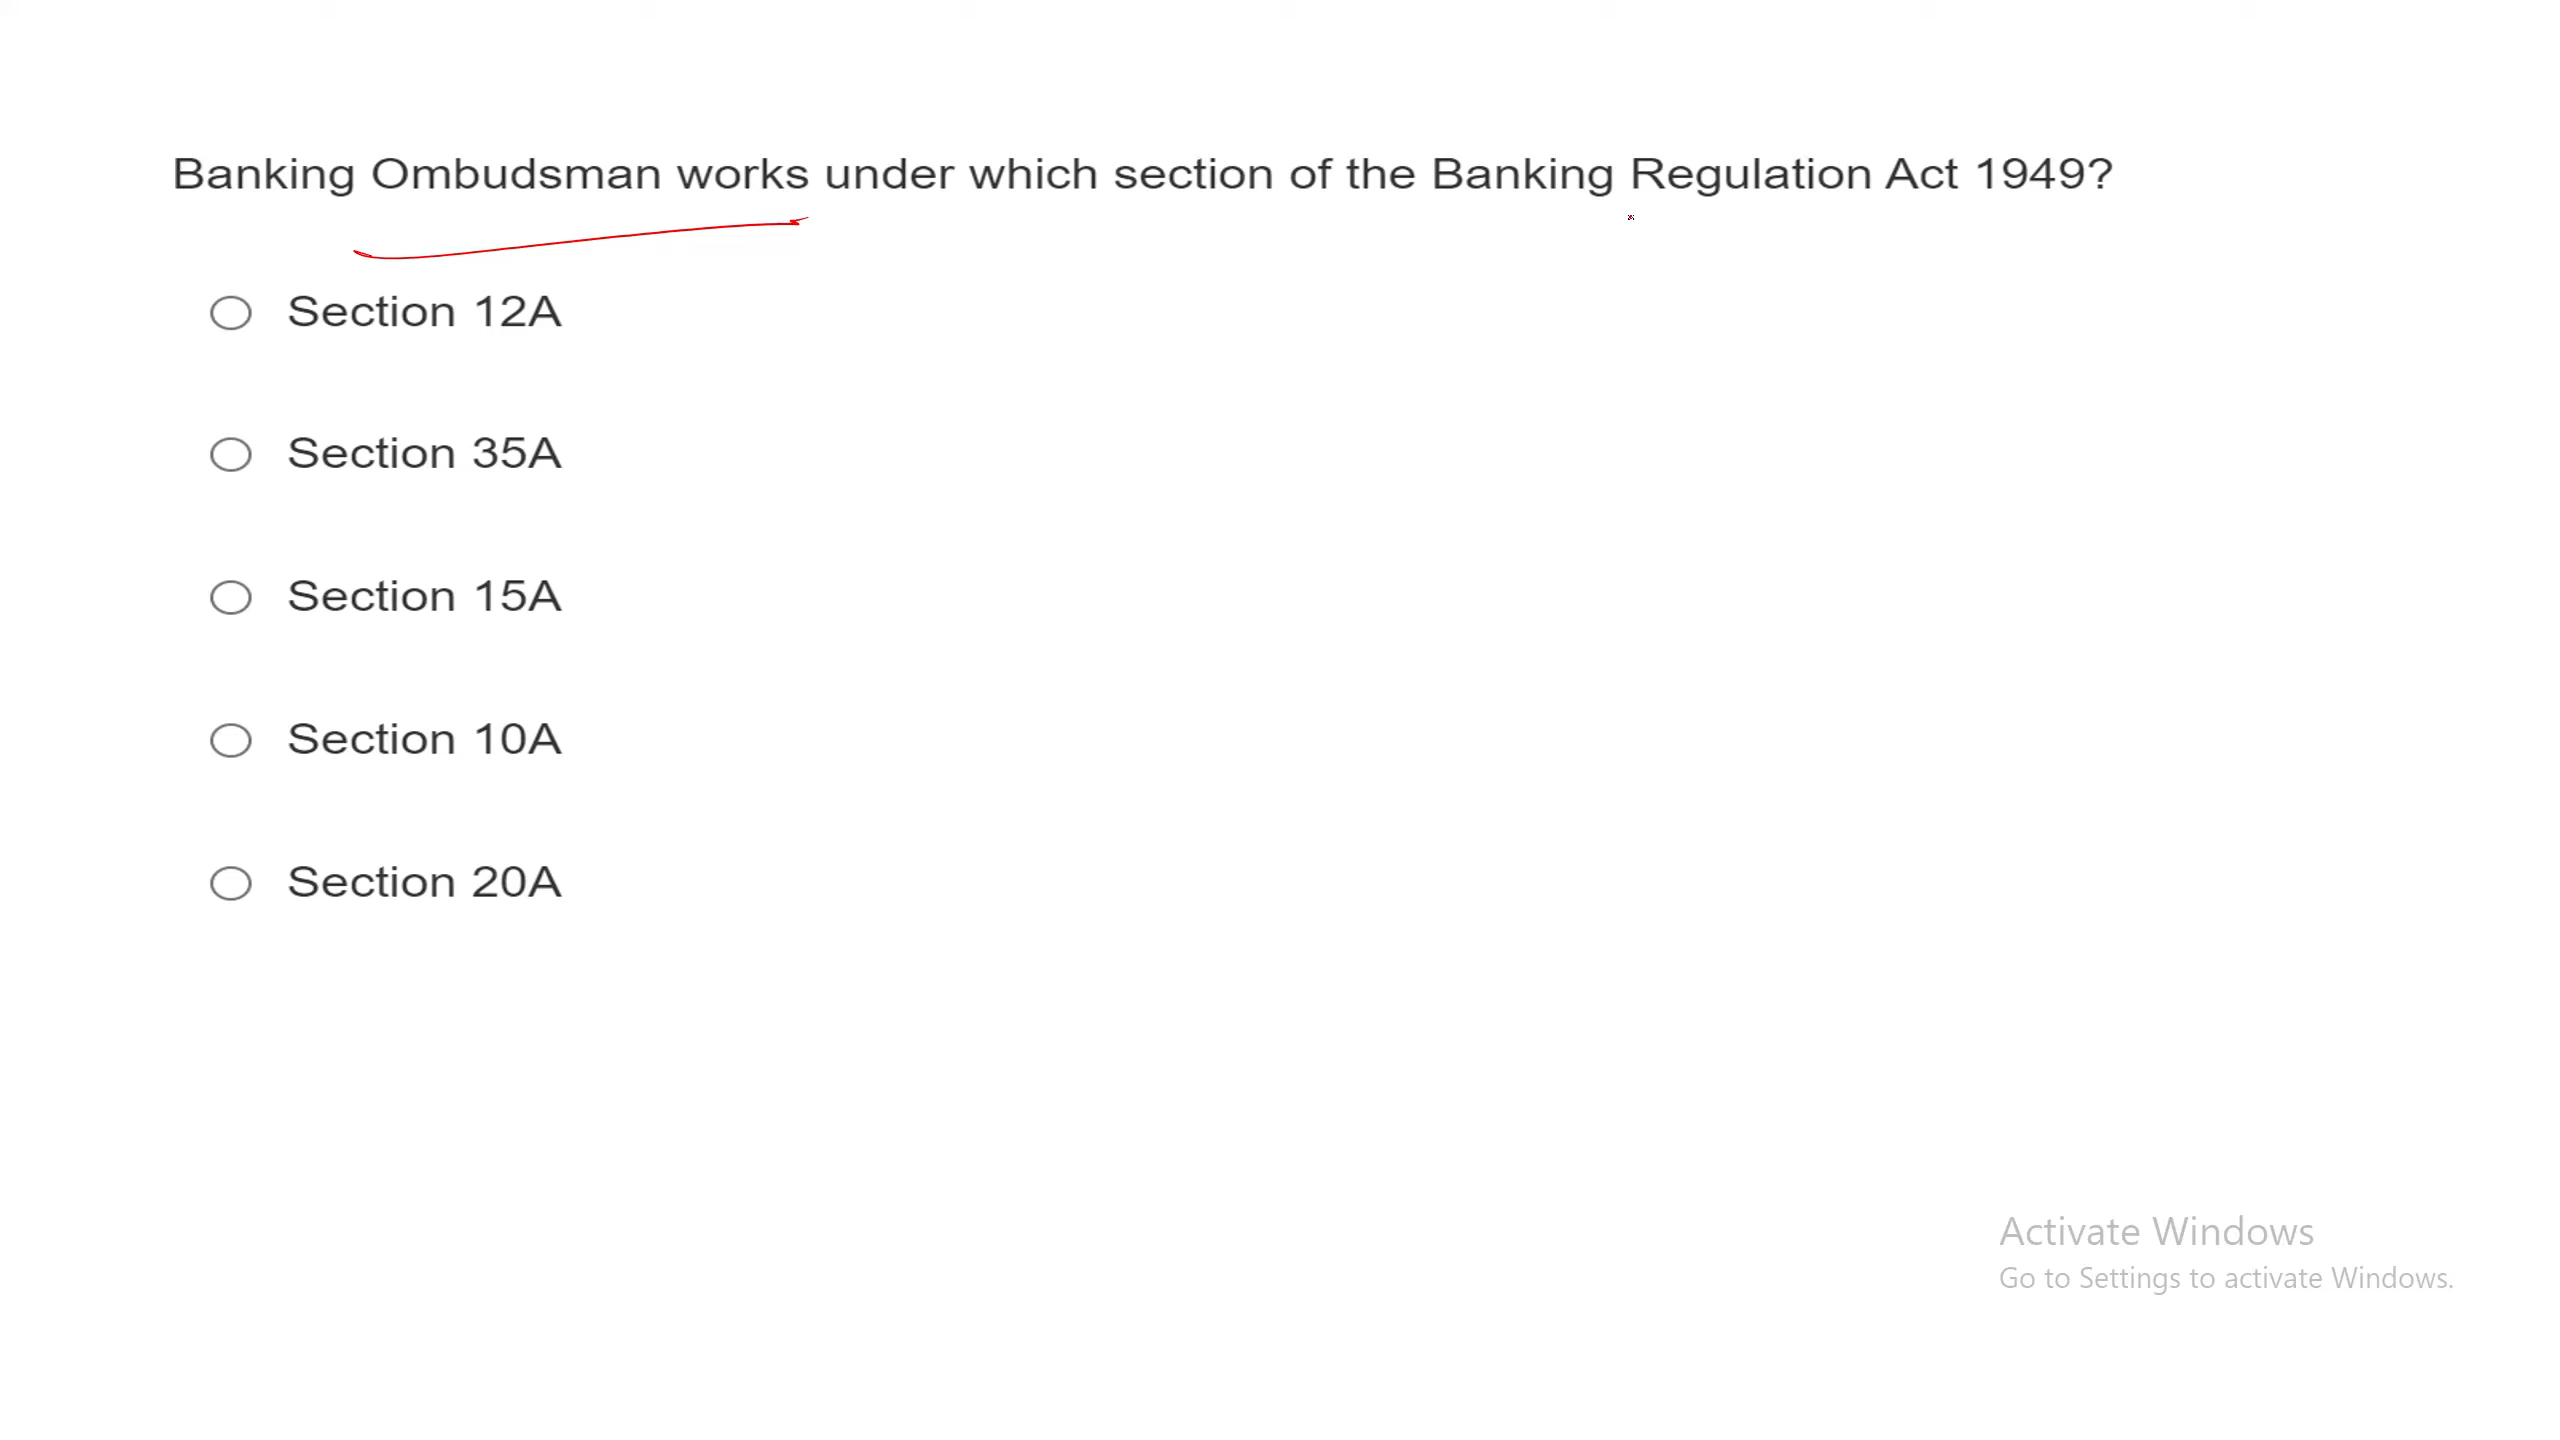 Banking Ombudsman works under which section of the Banking Regulation Act 1949?
Section 12A
Section 35A
Section 15A
Section 10A
Section 20A
Activate Windows
Go to Settings to activate Windows.